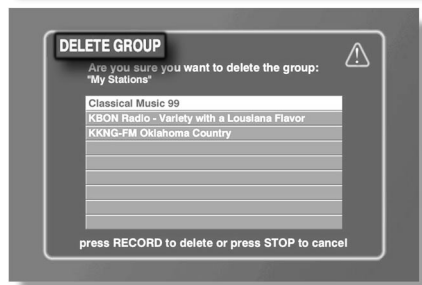 DELETE GROUP
Are you sure you want to delete the group:
"My Stations"
Classical Music 99
KBON Radio - Variety with a Lousiana Flavor
KKNG-FM Oklahoma Country
press RECORD to delete or press STOP to cancel